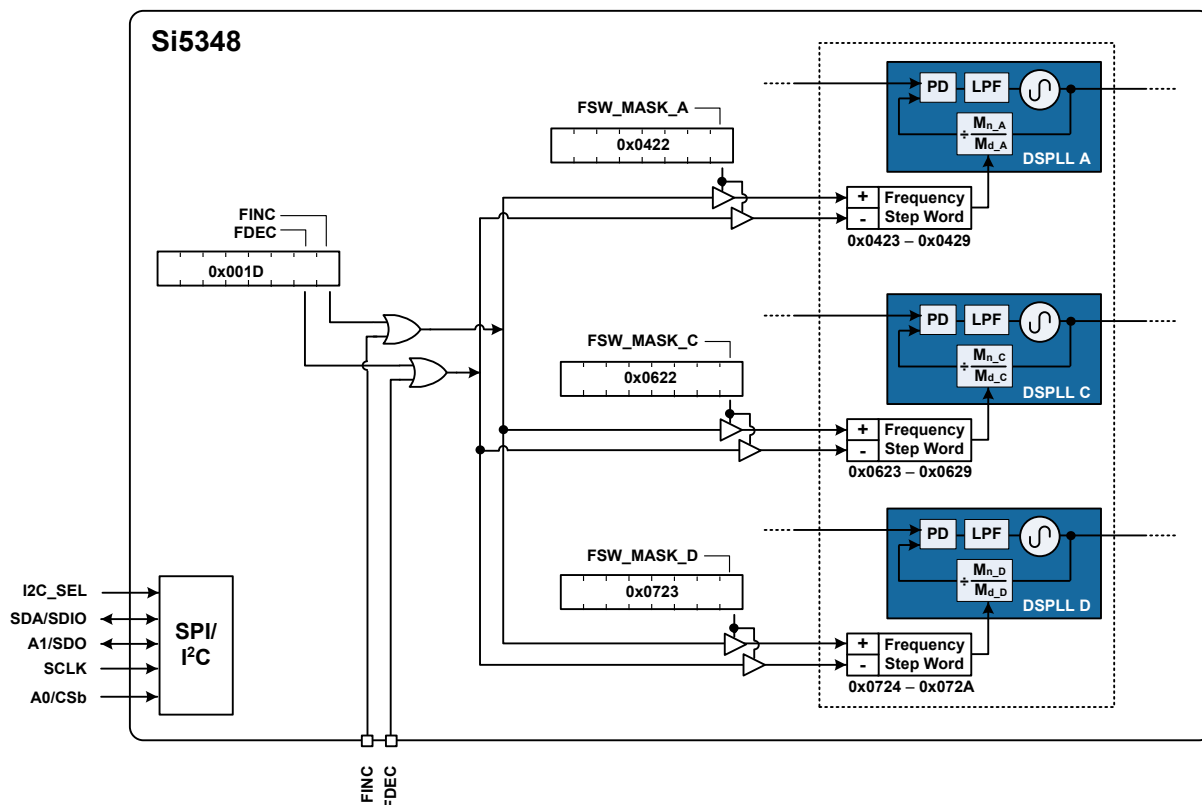 Si5348
FSW_MASK_A
0x0422
PD
LPF
÷
Mn_A
Md_A
DSPLL A
+
Frequency
-
Step Word
0x0423 – 0x0429
FINC
FDEC
0x001D
FSW_MASK_C
0x0622
PD
LPF
÷
Mn_C
Md_C
DSPLL C
+
Frequency
-
Step Word
0x0623 – 0x0629
FSW_MASK_D
0x0723
PD
LPF
÷
Mn_D
Md_D
DSPLL D
+
Frequency
-
Step Word
0x0724 – 0x072A
I2C_SEL
SDA/SDIO
A1/SDO
SCLK
A0/CSb
SPI/
I²C
FINC
FDEC